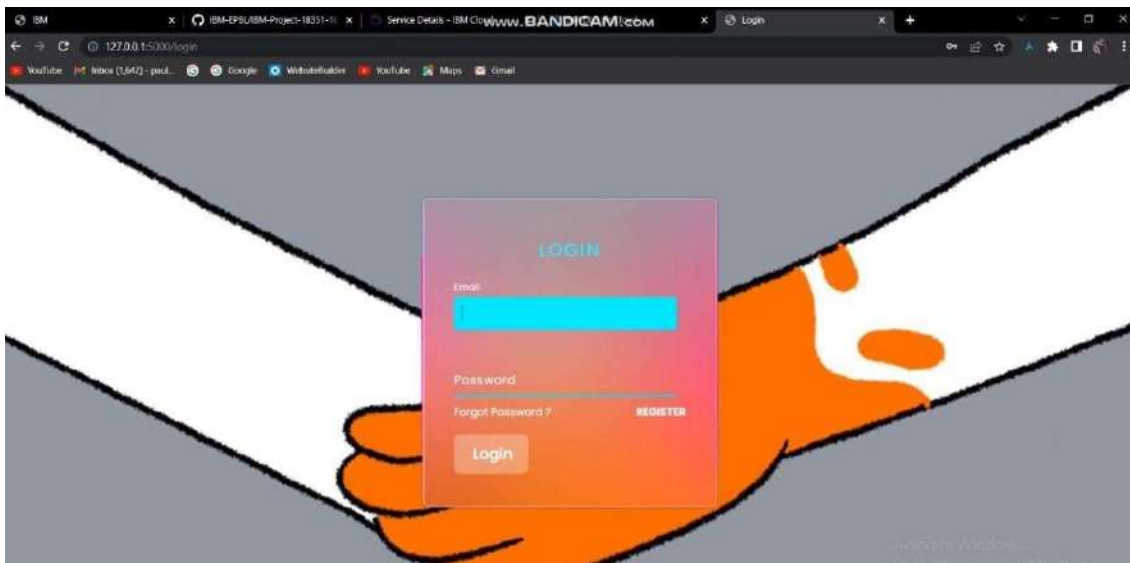 IBM
IBM-EPBL/IBM-Project-18351-1
Service Details - IBM Clo
www.BANDICAM.COM
Login
127.0.0.1:5000/login
YouTube
Inbox (1,642) - paul...
Google
WebsiteBuilder
YouTube
Maps
Gmail
LOGIN
Email
Password
Forgot Password ?
REGISTER
Login
Activate Windows